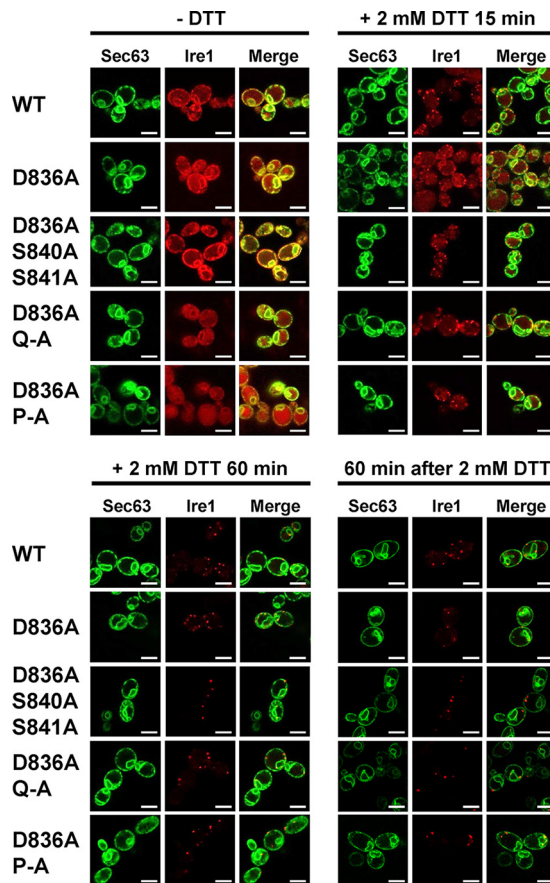 - DTT
+ 2 mM DTT 15 min
Sec63 Ire1 Merge
Sec63 Ire1 Merge
WT
D836A
D836A
S840A
S841A
D836A
Q-A
D836A
P-A
+ 2 mM DTT 60 min
60 min after 2 mM DTT
Sec63 Ire1 Merge
Sec63 Ire1 Merge
WT
D836A
D836A
S840A
S841A
D836A
Q-A
D836A
P-A